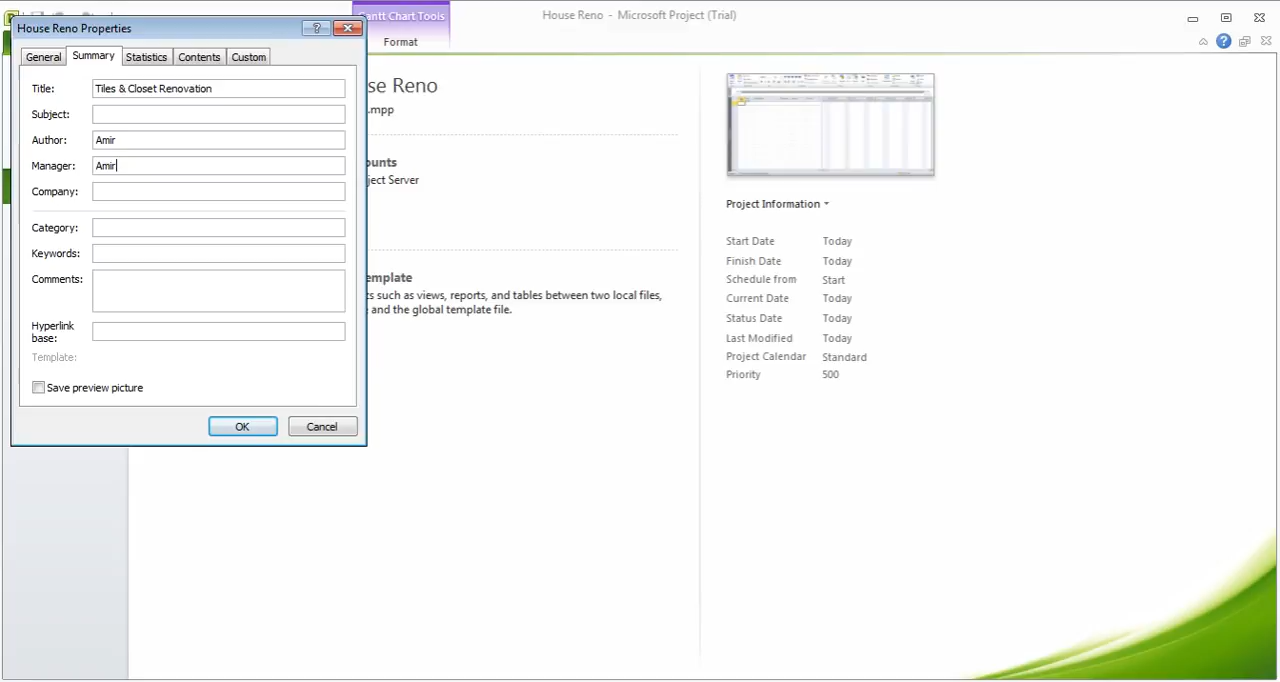 House Reno Properties
General Summary Statistics Contents Custom
Title: Tiles & Closet Renovation
Subject:
Author: Amir
Manager: Amir
Company:
Category:
Keywords:
Comments:
Hyperlink
base:
Template:
Save preview picture
OK Cancel
Gantt Chart Tools
Format
House Reno - Microsoft Project (Trial)
se Reno
.mpp
ounts
ject Server
emplate
ts such as views, reports, and tables between two local files,
and the global template file.
Project Information
Start Date Today
Finish Date Today
Schedule from Start
Current Date Today
Status Date Today
Last Modified Today
Project Calendar Standard
Priority 500